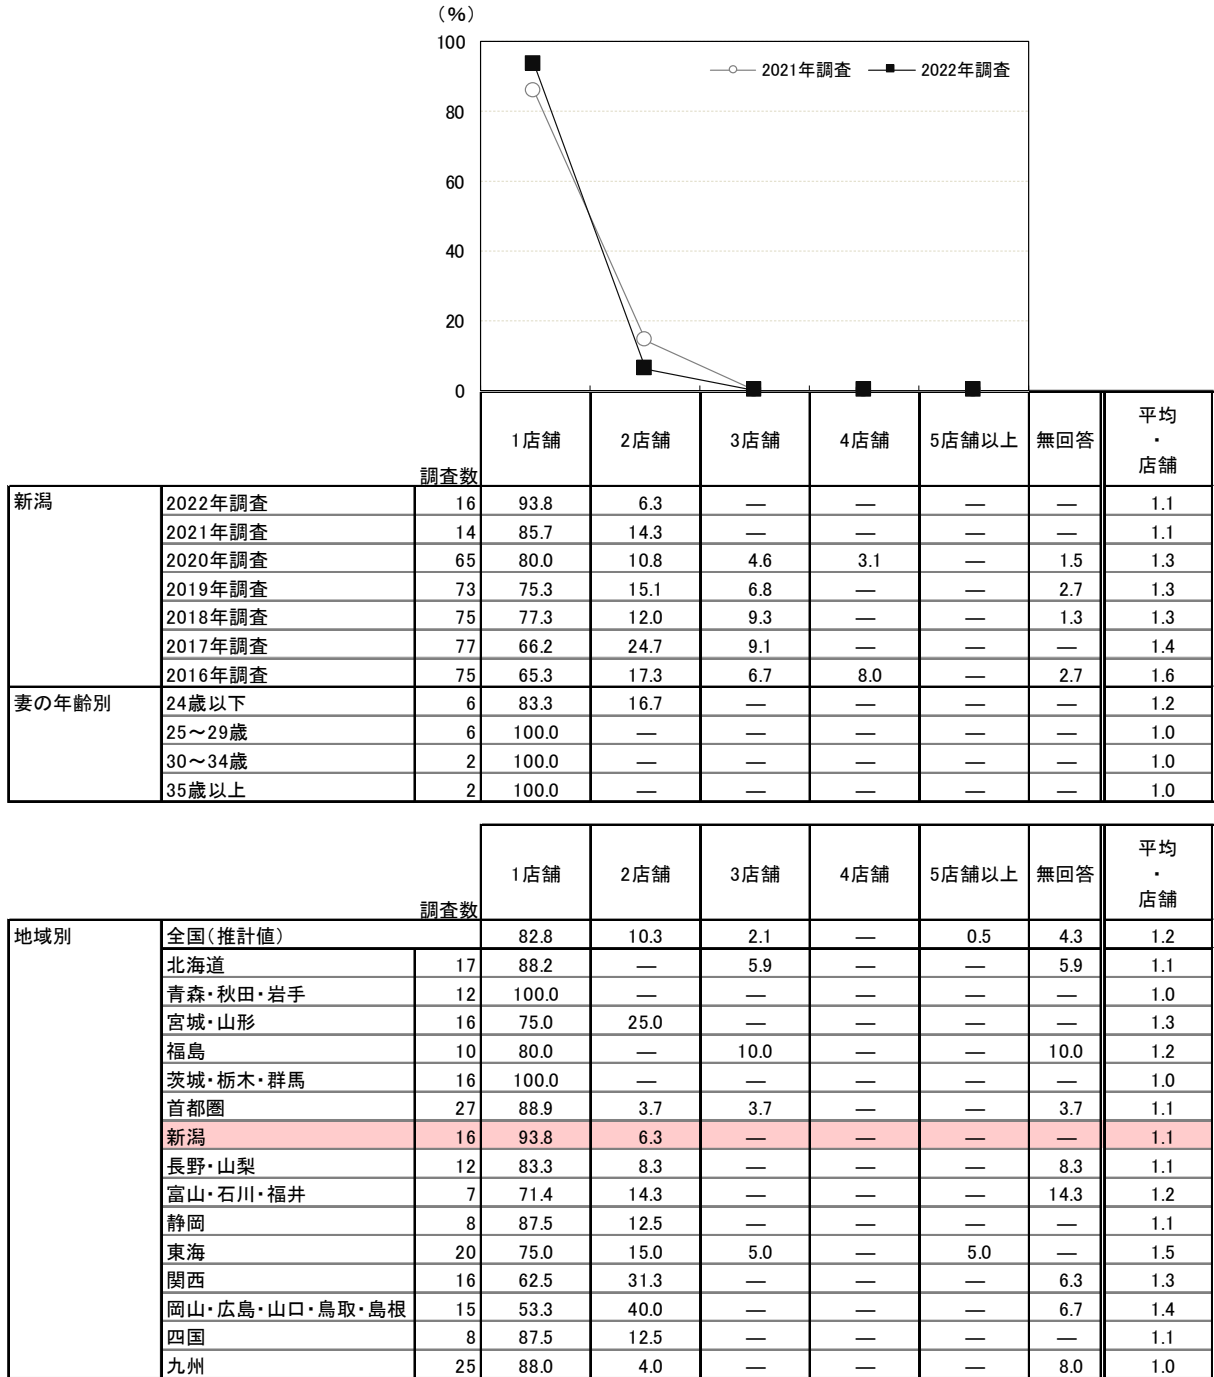 （%）
100
80
60
40
20
0
2021年調査 2022年調査
調査数 1店舗 2店舗 3店舗 4店舗 5店舗以上 無回答 平均・店舗
新潟 2022年調査 16 93.8 6.3 — — — — 1.1
2021年調査 14 85.7 14.3 — — — — 1.1
2020年調査 65 80.0 10.8 4.6 3.1 — 1.5 1.3
2019年調査 73 75.3 15.1 6.8 — — 2.7 1.3
2018年調査 75 77.3 12.0 9.3 — — 1.3 1.3
2017年調査 77 66.2 24.7 9.1 — — — 1.4
2016年調査 75 65.3 17.3 6.7 8.0 — 2.7 1.6
妻の年齢別 24歳以下 6 83.3 16.7 — — — — 1.2
25～29歳 6 100.0 — — — — — 1.0
30～34歳 2 100.0 — — — — — 1.0
35歳以上 2 100.0 — — — — — 1.0
調査数 1店舗 2店舗 3店舗 4店舗 5店舗以上 無回答 平均・店舗
地域別 全国（推計値） 82.8 10.3 2.1 — 0.5 4.3 1.2
北海道 17 88.2 — 5.9 — — 5.9 1.1
青森・秋田・岩手 12 100.0 — — — — — 1.0
宮城・山形 16 75.0 25.0 — — — — 1.3
福島 10 80.0 — 10.0 — — 10.0 1.2
茨城・栃木・群馬 16 100.0 — — — — — 1.0
首都圏 27 88.9 3.7 3.7 — — 3.7 1.1
新潟 16 93.8 6.3 — — — — 1.1
長野・山梨 12 83.3 8.3 — — — 8.3 1.1
富山・石川・福井 7 71.4 14.3 — — — 14.3 1.2
静岡 8 87.5 12.5 — — — — 1.1
東海 20 75.0 15.0 5.0 — 5.0 — 1.5
関西 16 62.5 31.3 — — — 6.3 1.3
岡山・広島・山口・鳥取・島根 15 53.3 40.0 — — — 6.7 1.4
四国 8 87.5 12.5 — — — — 1.1
九州 25 88.0 4.0 — — — 8.0 1.0